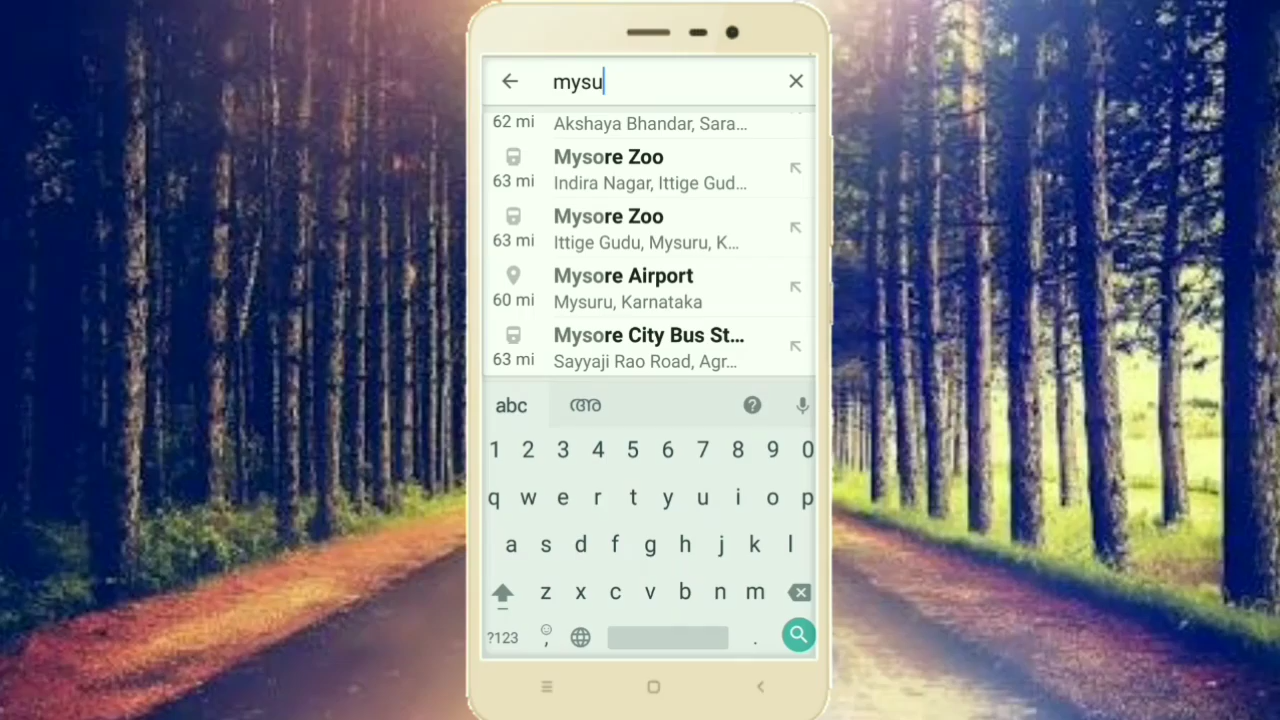 mysu
62 mi
Akshaya Bhandar, Sara...
Mysore Zoo
63 mi
Indira Nagar, Ittige Gud...
Mysore Zoo
63 mi
Ittige Gudu, Mysuru, K...
Mysore Airport
60 mi
Mysuru, Karnataka
Mysore City Bus St...
63 mi
Sayyaji Rao Road, Agr...
abc അ
1 2 3 4 5 6 7 8 9 0
q w e r t y u i o p
a s d f g h j k l
z x c v b n m
?123 , .